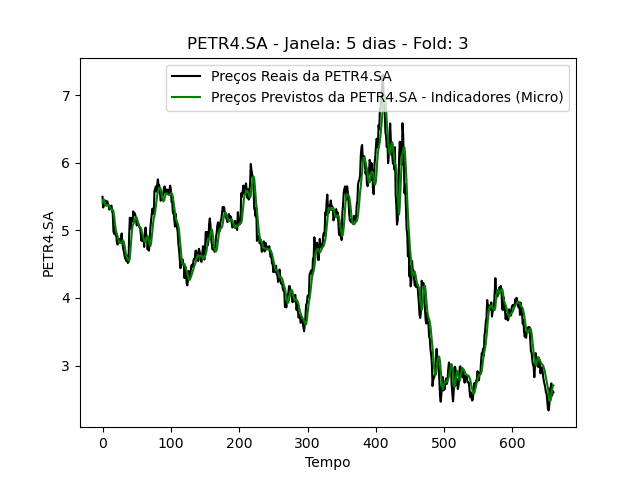 PETR4.SA - Janela: 5 dias - Fold: 3
Preços Reais da PETR4.SA
Preços Previstos da PETR4.SA - Indicadores (Micro)
7
6
5
4
3
PETR4.SA
0 100 200 300 400 500 600
Tempo